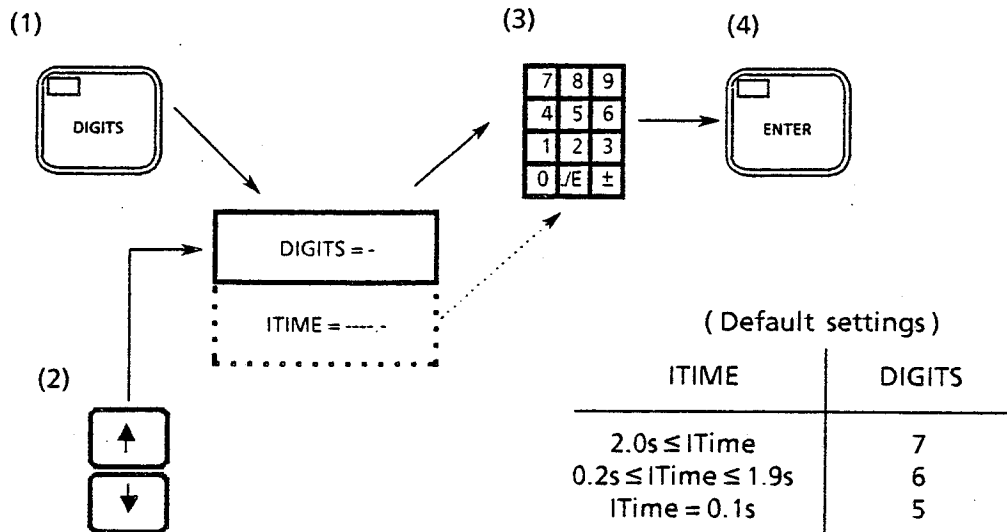 (1)
(3)
(4)
DIGITS
7 8 9
4 5 6
1 2 3
0 ./E ±
ENTER
DIGITS = -
ITIME = ----.-
(2)
(Default settings)
ITIME DIGITS
2.0s ≤ ITime 7
0.2s ≤ ITime ≤ 1.9s 6
ITime = 0.1s 5